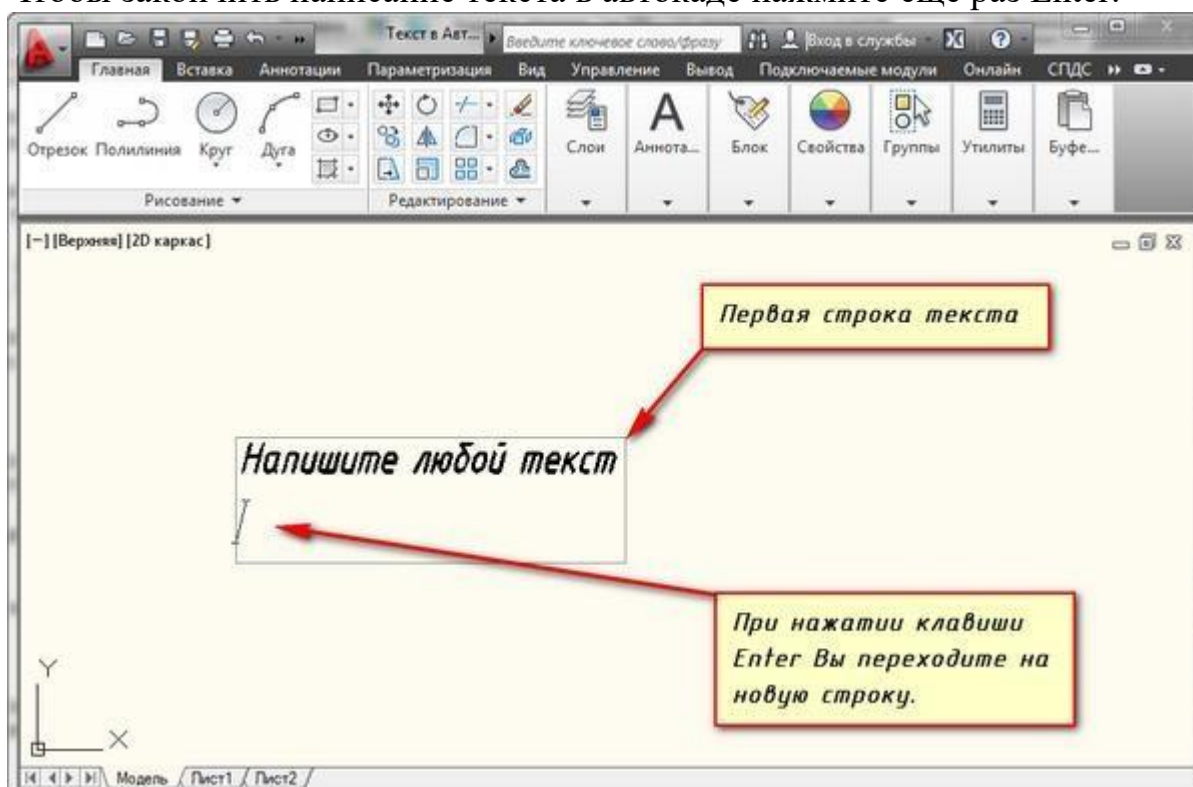 Чтобы закончить написание текста в автокаде нажмите еще раз Enter.
Текст в Авт...
Введите ключевое слово/фразу
Вход в службы
Главная Вставка Аннотации Параметризация Вид Управление Вывод Подключаемые модули Онлайн СПДС
Отрезок Полилиния Круг Дуга Слои Аннота... Блок Свойства Группы Утилиты Буфе...
Рисование Редактирование
[-][Верхняя][2D каркас]
Первая строка текста
Напишите любой текст
При нажатии клавиши
Enter Вы переходите на
новую строку.
Y
X
Модель Лист1 Лист2